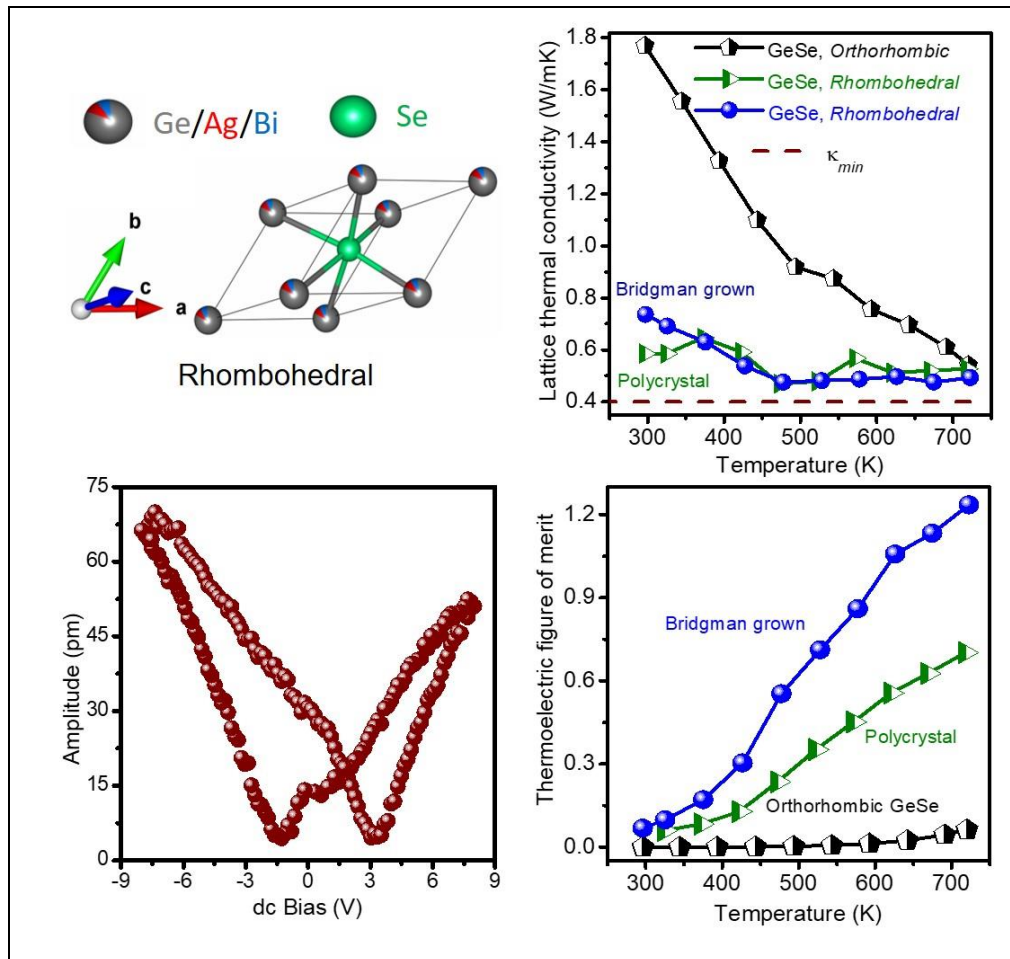 Ge/Ag/Bi
Se
b
c
a
Rhombohedral
Lattice thermal conductivity (W/mK)
1.8
1.6
1.4
1.2
1.0
0.8
0.6
0.4
GeSe, Orthorhombic
GeSe, Rhombohedral
GeSe, Rhombohedral
κmin
Bridgman grown
Polycrystal
300 400 500 600 700
Temperature (K)
Amplitude (pm)
75
60
45
30
15
0
-9 -6 -3 0 3 6 9
dc Bias (V)
Thermoelectric figure of merit
1.2
0.9
0.6
0.3
0.0
Bridgman grown
Polycrystal
Orthorhombic GeSe
300 400 500 600 700
Temperature (K)